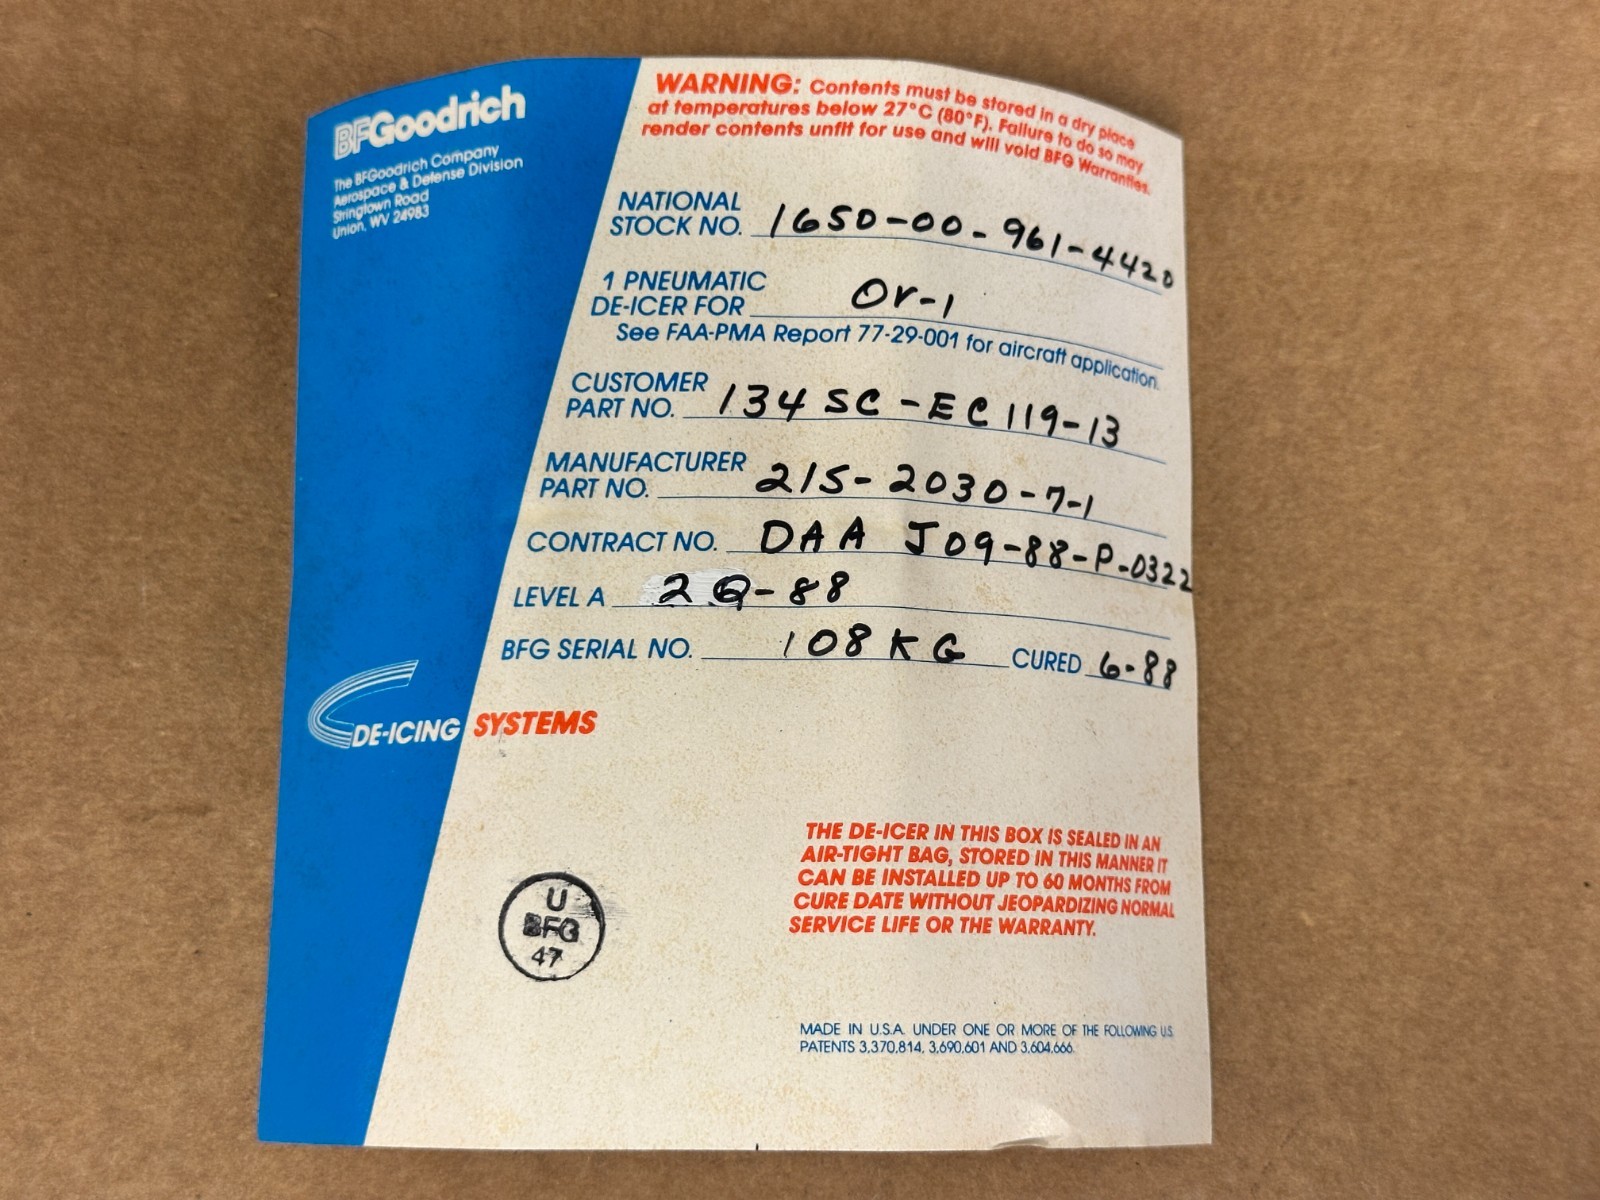 BFGoodrich
The BFGoodrich Company
Aerospace & Defense Division
Stringtown Road
Union, WV 24983
WARNING: Contents must be stored in a dry place
at temperatures below 27°C (80°F). Failure to do so may
render contents unfit for use and will void BFG Warranties.
NATIONAL
STOCK NO. 1650-00-961-4420
1 PNEUMATIC
DE-ICER FOR OV-1
See FAA-PMA Report 77-29-001 for aircraft application.
CUSTOMER
PART NO. 134SC-EC119-13
MANUFACTURER
PART NO. 215-2030-7-1
CONTRACT NO. DAA J09-88-P-0322
LEVEL A 2Q-88
BFG SERIAL NO. 108KG CURED 6-88
DE-ICING SYSTEMS
THE DE-ICER IN THIS BOX IS SEALED IN AN
AIR-TIGHT BAG, STORED IN THIS MANNER IT
CAN BE INSTALLED UP TO 60 MONTHS FROM
CURE DATE WITHOUT JEOPARDIZING NORMAL
SERVICE LIFE OR THE WARRANTY.
U
BFG
47
MADE IN U.S.A. UNDER ONE OR MORE OF THE FOLLOWING U.S.
PATENTS 3,370,814, 3,690,601 AND 3,604,666.